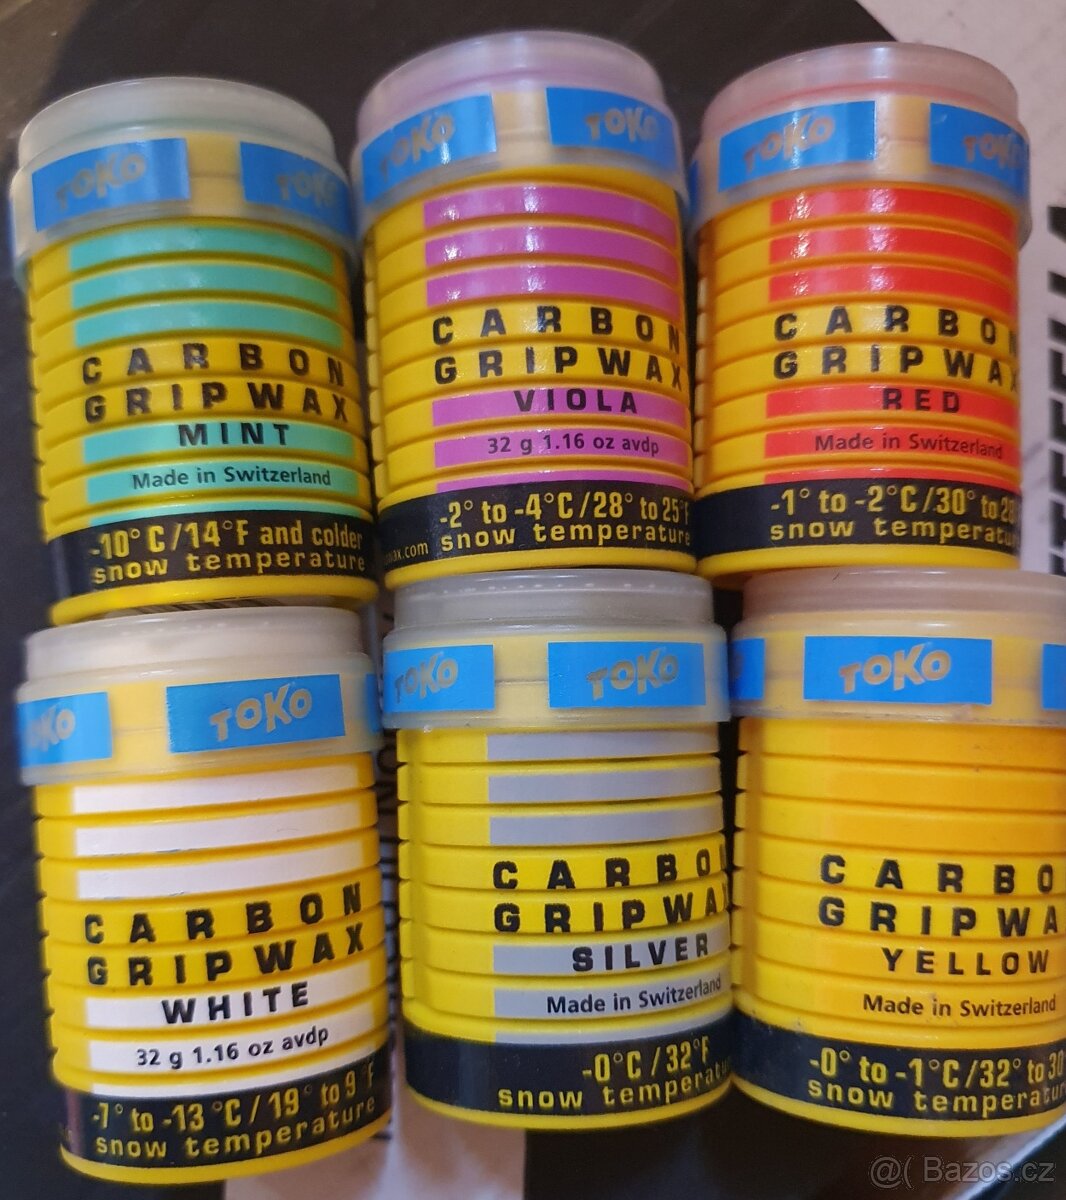 TOKO TOKO
CARBON
GRIPWAX
MINT
Made in Switzerland
-10°C/14°F and colder
snow temperature
TOKO TOKO
CARBON
GRIPWAX
VIOLA
32 g 1.16 oz avdp
-2° to -4°C/28° to 25°F
snow temperature
TOKO TOKO
CARBON
GRIPWAX
RED
Made in Switzerland
-1° to -2°C/30° to 28
snow temperatu
TOKO TOKO
CARBON
GRIPWAX
WHITE
32 g 1.16 oz avdp
-7° to -13°C/19° to 9°F
snow temperature
TOKO TOKO
CARBO
GRIPWA
SILVER
Made in Switzerland
-0°C/32°F
snow temperatu
TOKO
CARBO
GRIPWA
YELLOW
Made in Switzerland
-0° to -1°C/32° to 30
snow temperatu
@( Bazos.cz